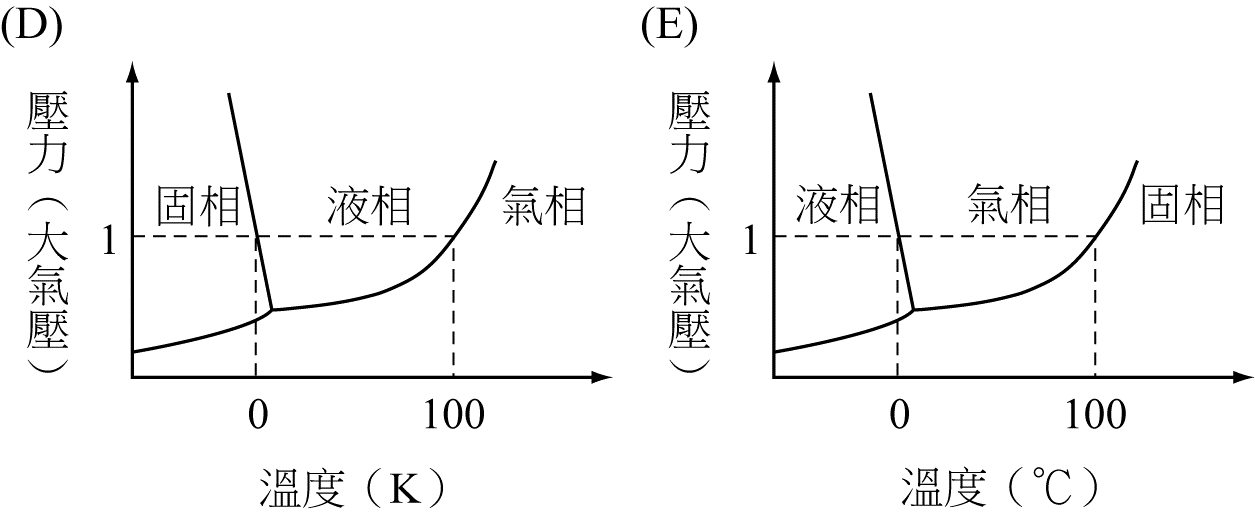 (D)
壓力（大氣壓）
固相 液相 氣相
1
0 100
溫度（K）
(E)
壓力（大氣壓）
液相 氣相 固相
1
0 100
溫度（℃）